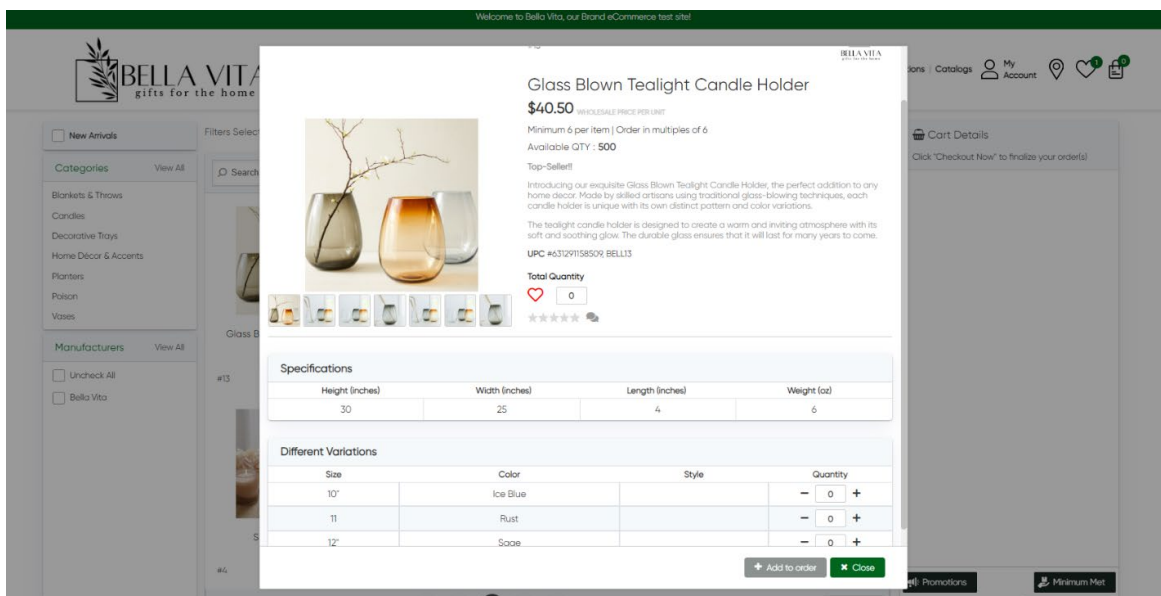 Welcome to Bella Vita, our Brand eCommerce test site!
BELLA VITA
gifts for the home
Catalogs
My Account
1
0
New Arrivals
Categories View All
Blankets & Throws
Candles
Decorative Trays
Home Décor & Accents
Planters
Poison
Vases
Manufacturers View All
Uncheck All
Bella Vita
Filters Selec
Search
Glass B
#13
S
#4
BELLA VITA
gifts for the home
Glass Blown Tealight Candle Holder
$40.50 WHOLESALE PRICE PER UNIT
Minimum 6 per item | Order in multiples of 6
Available QTY : 500
Top-Seller!!
Introducing our exquisite Glass Blown Tealight Candle Holder, the perfect addition to any
home decor. Made by skilled artisans using traditional glass-blowing techniques, each
candle holder is unique with its own distinct pattern and color variations.
The tealight candle holder is designed to create a warm and inviting atmosphere with its
soft and soothing glow. The durable glass ensures that it will last for many years to come.
UPC #631291158509, BELL13
Total Quantity
0
Specifications
Height (inches) Width (inches) Length (inches) Weight (oz)
30 25 4 6
Different Variations
Size Color Style Quantity
10" Ice Blue − 0 +
11 Rust − 0 +
12" Sage − 0 +
+ Add to order ✖ Close
Cart Details
Click "Checkout Now" to finalize your order(s)
Promotions Minimum Met